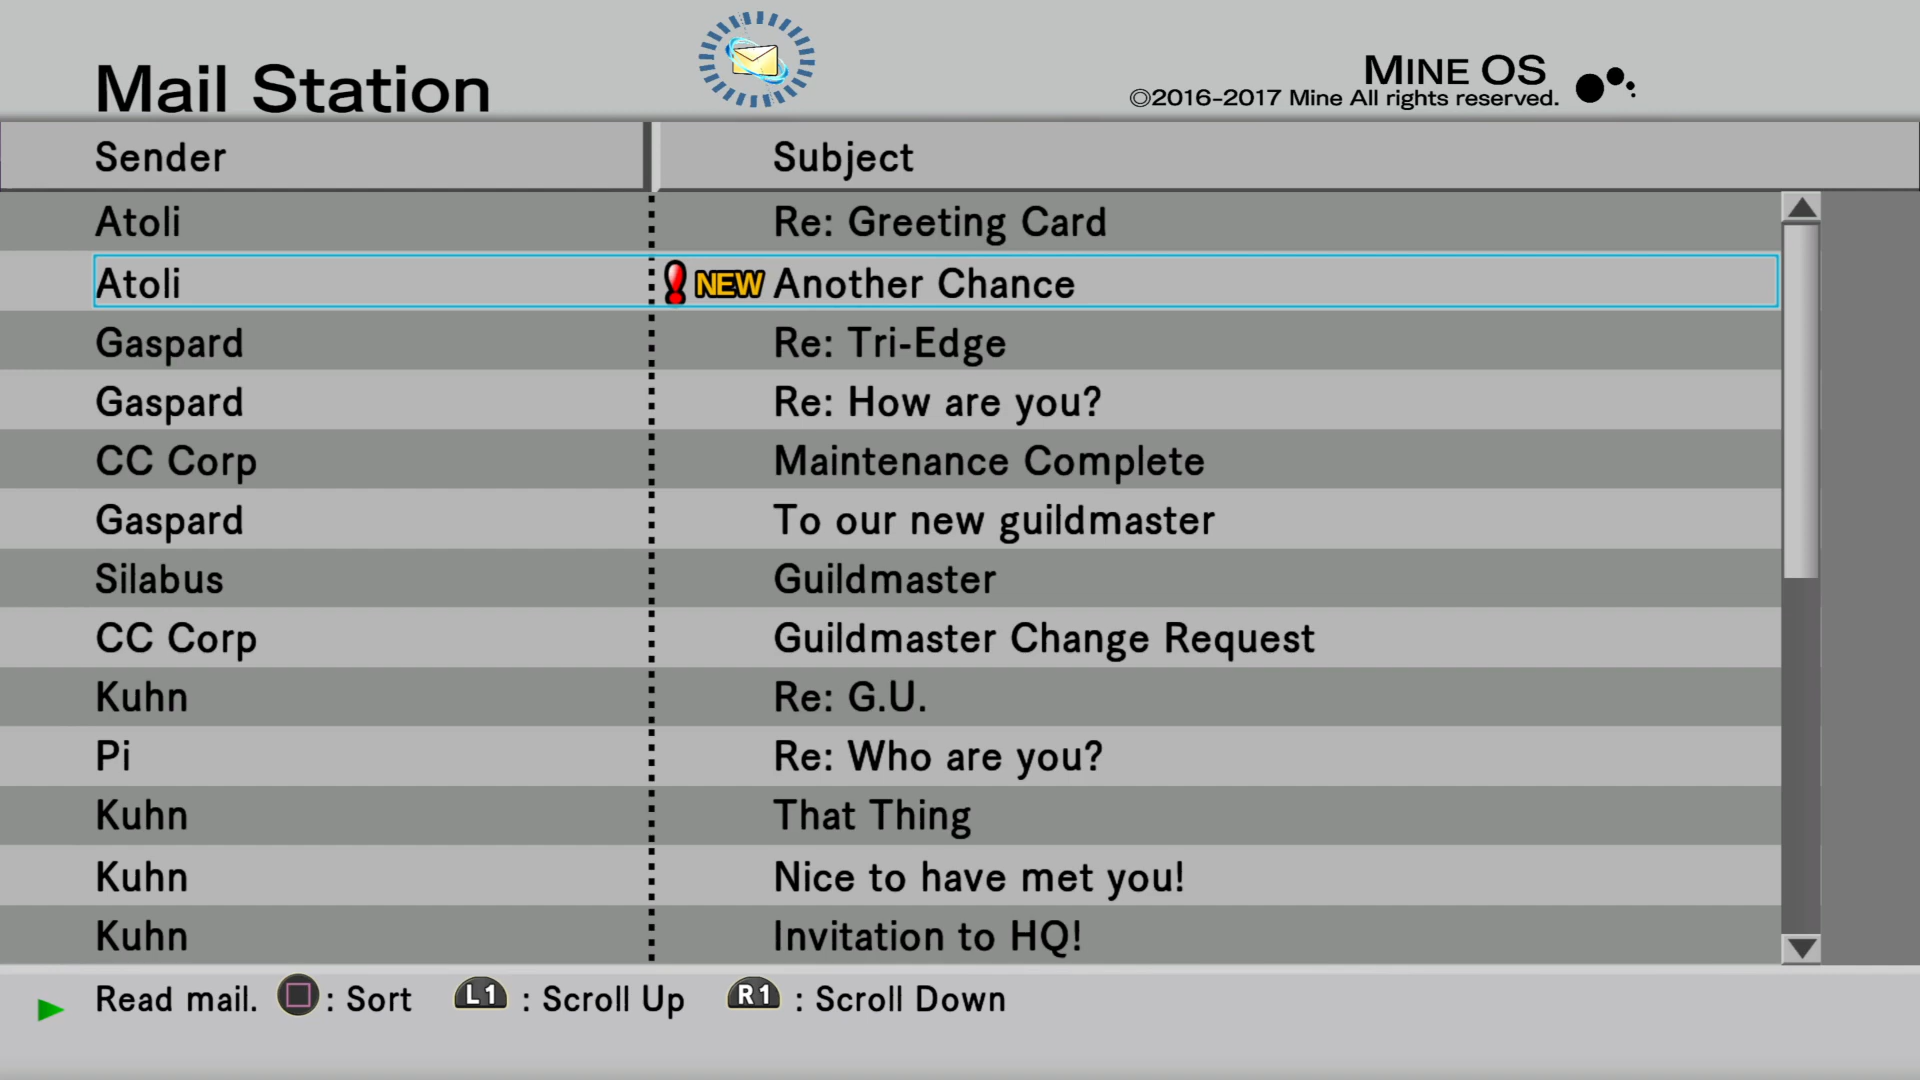 Mail Station
MINE OS
©2016-2017 Mine All rights reserved.
Sender Subject
Atoli Re: Greeting Card
Atoli NEW Another Chance
Gaspard Re: Tri-Edge
Gaspard Re: How are you?
CC Corp Maintenance Complete
Gaspard To our new guildmaster
Silabus Guildmaster
CC Corp Guildmaster Change Request
Kuhn Re: G.U.
Pi Re: Who are you?
Kuhn That Thing
Kuhn Nice to have met you!
Kuhn Invitation to HQ!
Read mail. : Sort L1 : Scroll Up R1 : Scroll Down